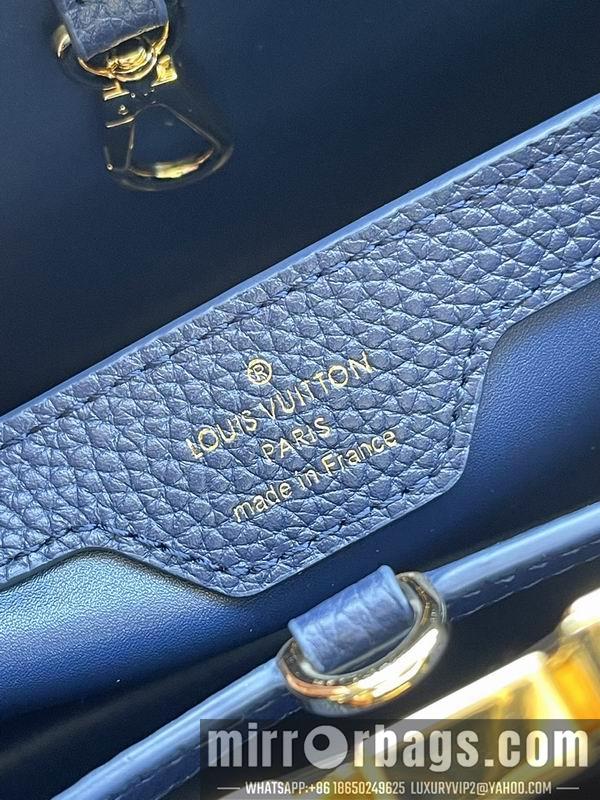 ®
LOUIS VUITTON
PARIS
made in France
mirrorbags.com
WHATSAPP:+86 18650249625 LUXURYVIP2@YAHOO.COM